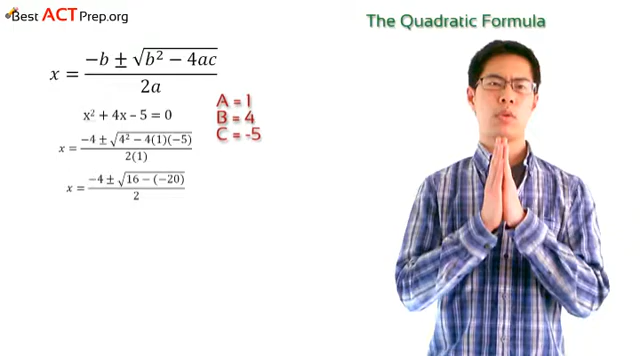 Best ACT Prep.org
The Quadratic Formula
x = (-b ± √(b² − 4ac)) / 2a
x² + 4x – 5 = 0
x = (−4 ± √(4² − 4(1)(−5))) / 2(1)
x = (−4 ± √(16 − (−20))) / 2
A = 1
B = 4
C = -5